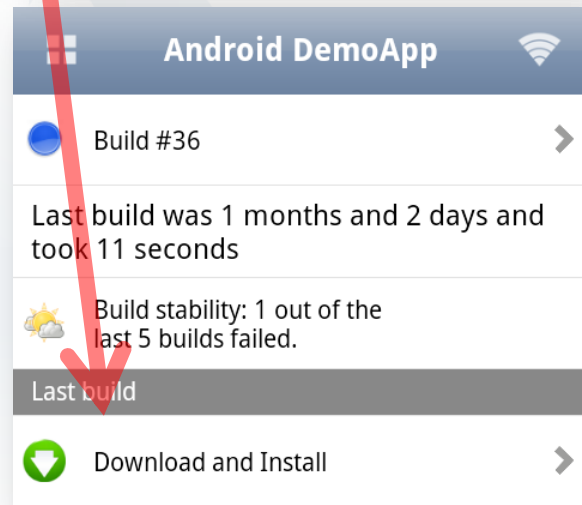 Android DemoApp
Build #36
Last build was 1 months and 2 days and
took 11 seconds
Build stability: 1 out of the
last 5 builds failed.
Last build
Download and Install